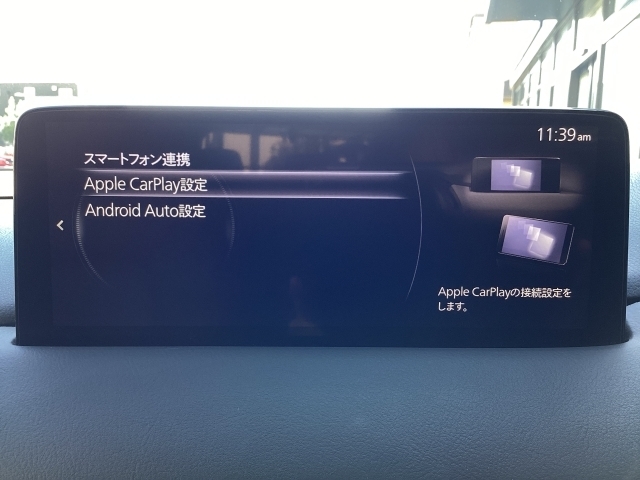 11:39am
スマートフォン連携
Apple CarPlay設定
Android Auto設定
Apple CarPlayの接続設定を
します。